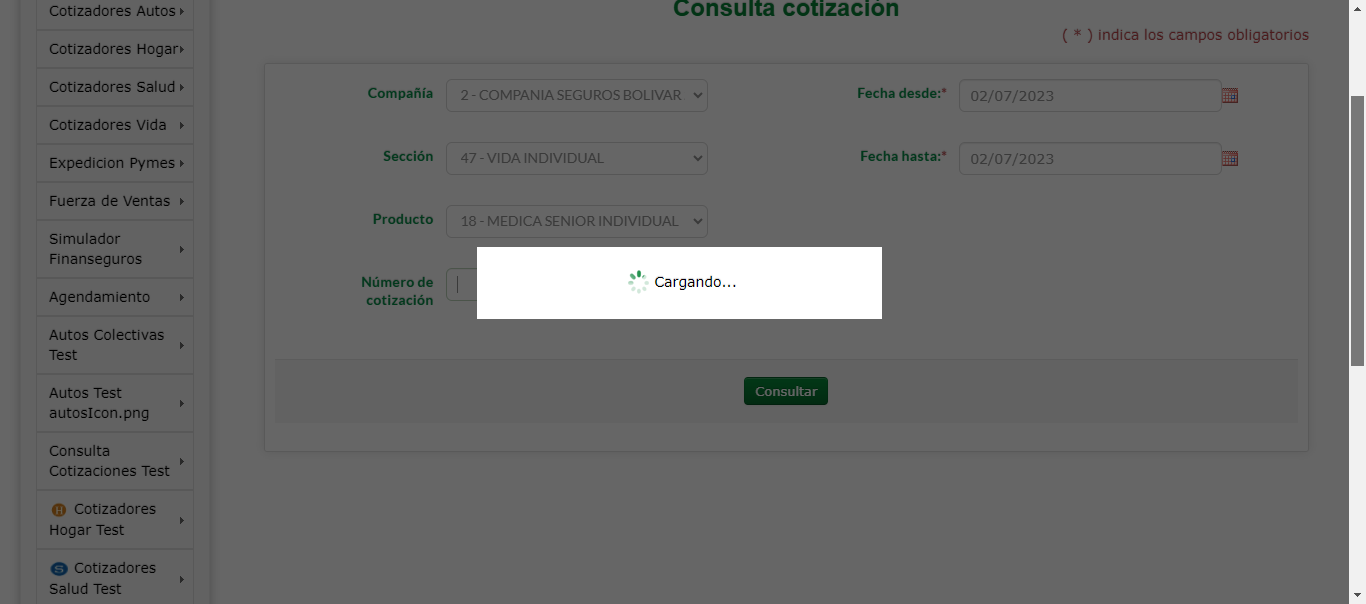 Consulta cotización
( * ) indica los campos obligatorios
Cotizadores Autos
Cotizadores Hogar
Cotizadores Salud
Cotizadores Vida
Expedicion Pymes
Fuerza de Ventas
Simulador
Finanseguros
Agendamiento
Autos Colectivas
Test
Autos Test
autosIcon.png
Consulta
Cotizaciones Test
H Cotizadores
Hogar Test
S Cotizadores
Salud Test
Compañía 2 - COMPANIA SEGUROS BOLIVAR
Fecha desde:* 02/07/2023
Sección 47 - VIDA INDIVIDUAL
Fecha hasta:* 02/07/2023
Producto 18 - MEDICA SENIOR INDIVIDUAL
Número de
cotización
Cargando...
Consultar